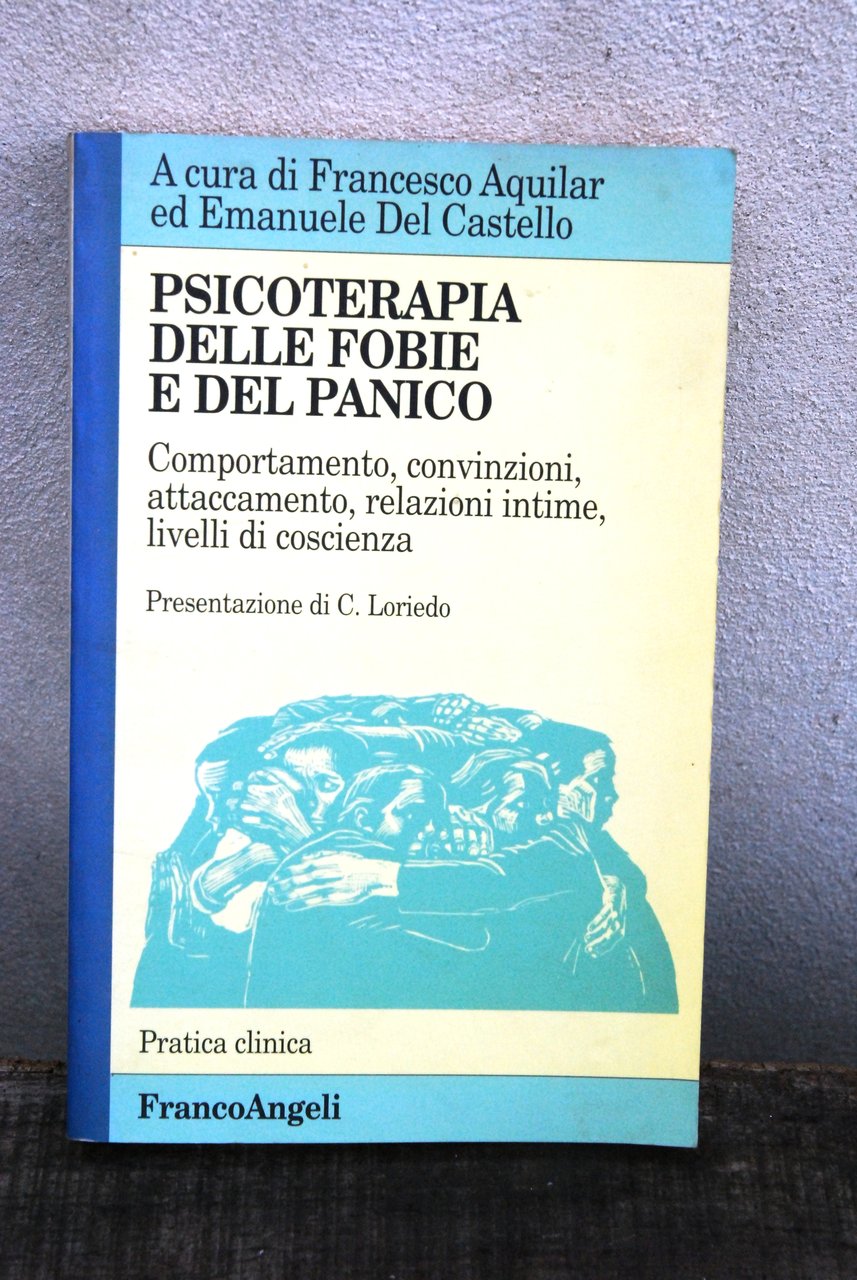 A cura di Francesco Aquilar
ed Emanuele Del Castello
PSICOTERAPIA
DELLE FOBIE
E DEL PANICO
Comportamento, convinzioni,
attaccamento, relazioni intime,
livelli di coscienza
Presentazione di C. Loriedo
Pratica clinica
FrancoAngeli